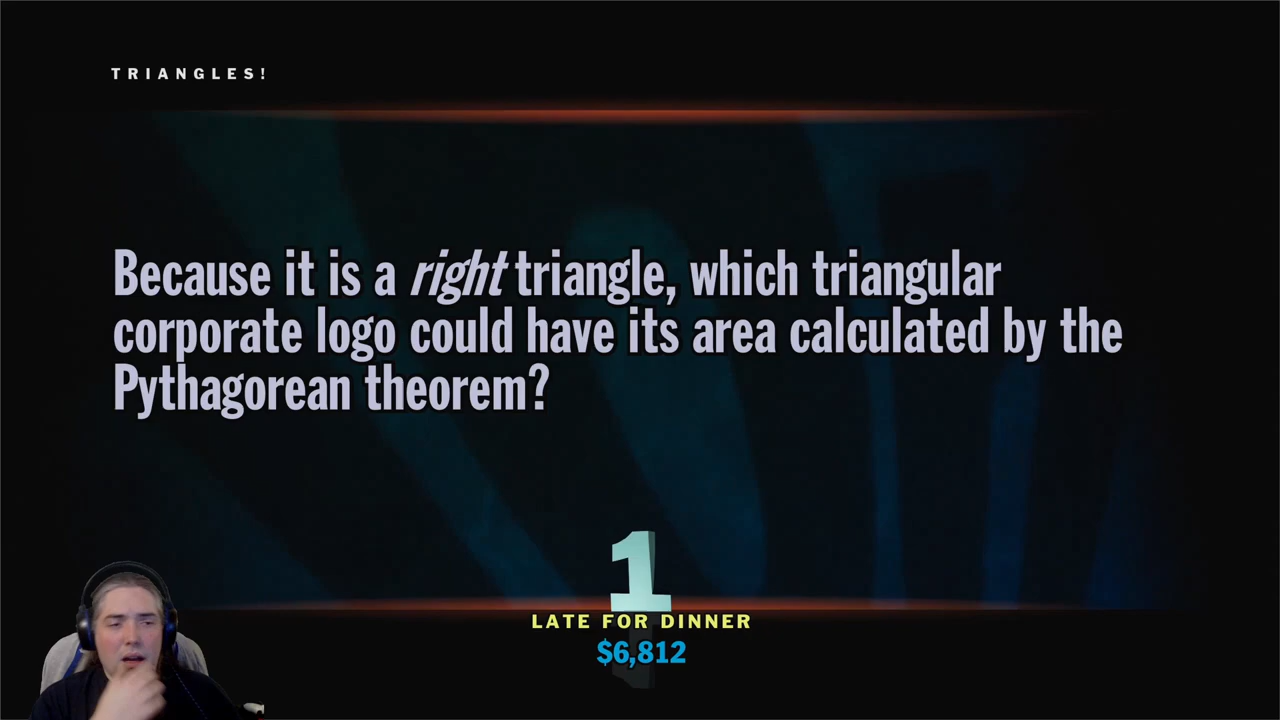 TRIANGLES!
Because it is a right triangle, which triangular
corporate logo could have its area calculated by the
Pythagorean theorem?
1
LATE FOR DINNER
$6,812